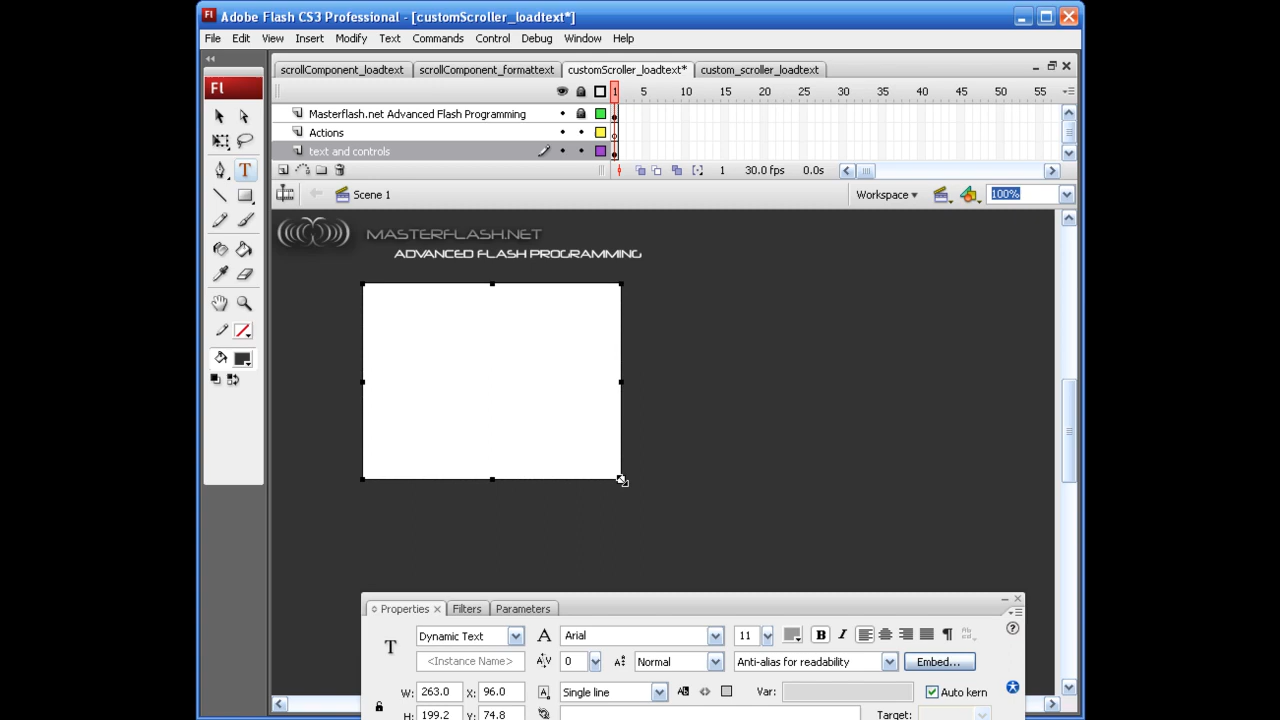 Adobe Flash CS3 Professional - [customScroller_loadtext*]
File Edit View Insert Modify Text Commands Control Debug Window Help
scrollComponent_loadtext scrollComponent_formattext customScroller_loadtext* custom_scroller_loadtext
Fl
1 5 10 15 20 25 30 35 40 45 50 55
Masterflash.net Advanced Flash Programming
Actions
text and controls
1 30.0 fps 0.0s
Scene 1 Workspace 100%
MASTERFLASH.NET
ADVANCED FLASH PROGRAMMING
Properties Filters Parameters
T Dynamic Text A Arial 11 B I
<Instance Name> A/V 0 Normal Anti-alias for readability Embed...
W: 263.0 X: 96.0 Single line Var: Auto kern
H: 199.2 Y: 74.8 Target: